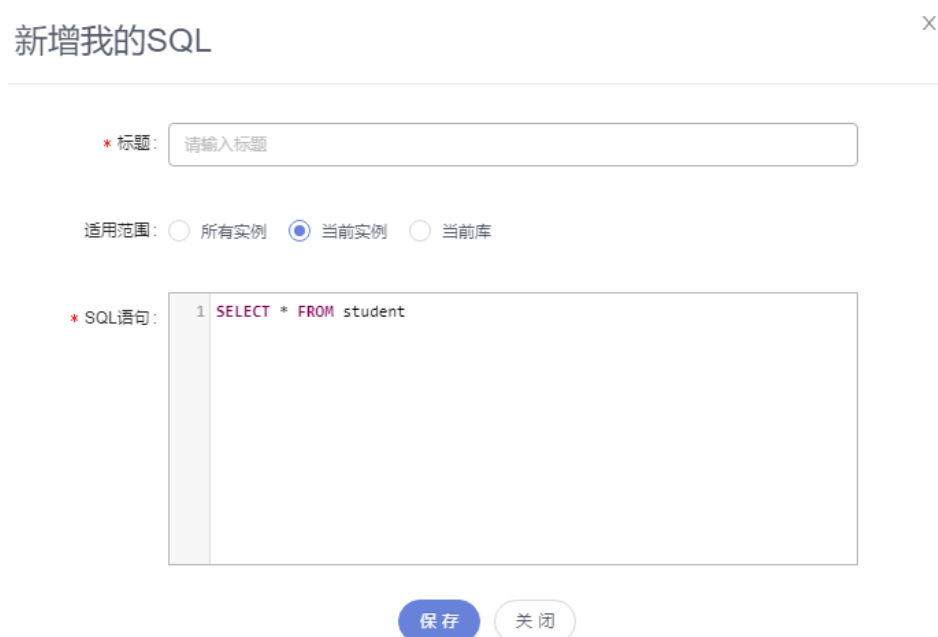 新增我的SQL
X
* 标题:
请输入标题
适用范围: 所有实例 当前实例 当前库
* SQL语句:
1 SELECT * FROM student
保存 关闭